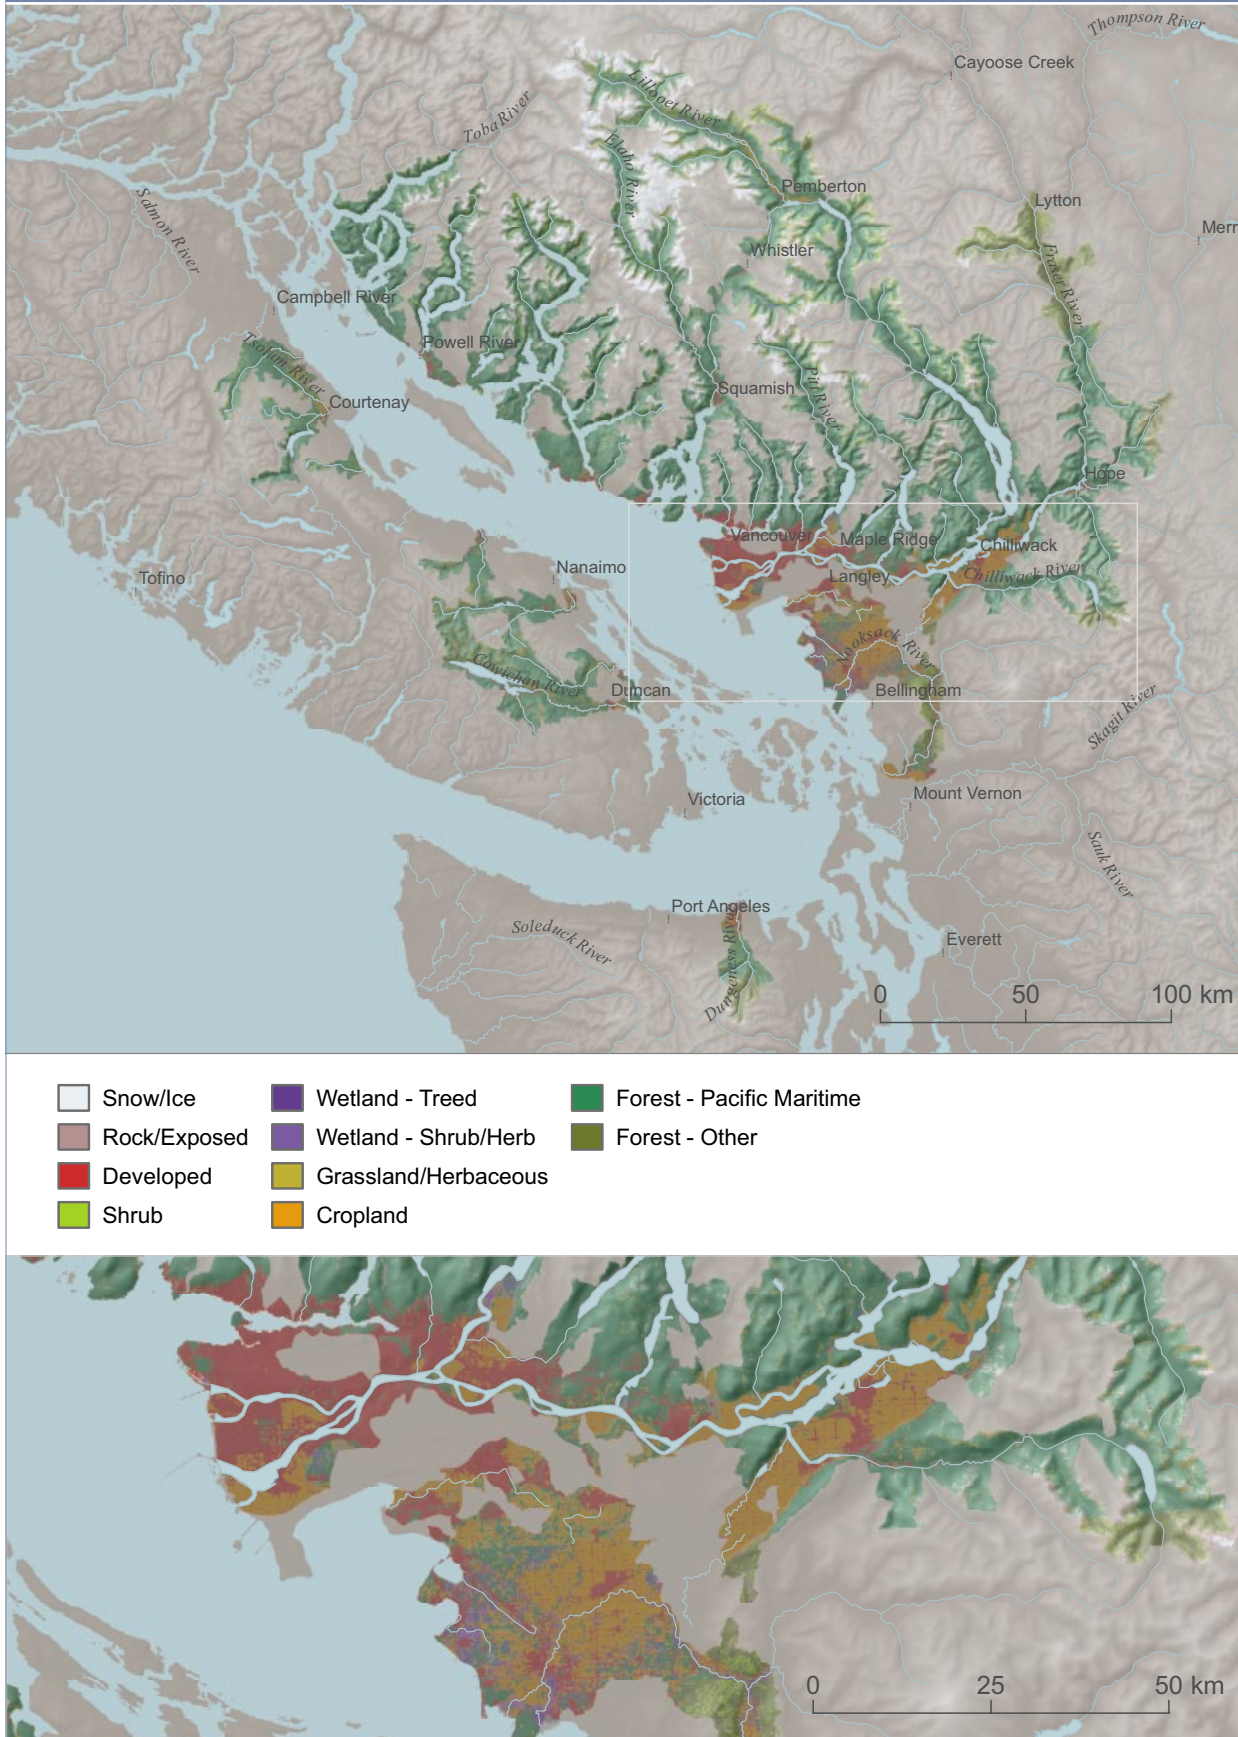 Thompson River
Cayoose Creek
Lillooet River
Toba River
Elaho River
Pemberton
Salmon River
Lytton
Merr
Whistler
Fraser River
Campbell River
Tsolum River
Powell River
Squamish
Pitt River
Courtenay
Hope
Vancouver
Maple Ridge
Chilliwack
Tofino
Nanaimo
Langley
Chilliwack River
Nooksack River
Cowichan River
Duncan
Bellingham
Skagit River
Victoria
Mount Vernon
Sauk River
Port Angeles
Soleduck River
Dungeness River
Everett
0 50 100 km
Snow/Ice Wetland - Treed Forest - Pacific Maritime
Rock/Exposed Wetland - Shrub/Herb Forest - Other
Developed Grassland/Herbaceous
Shrub Cropland
0 25 50 km